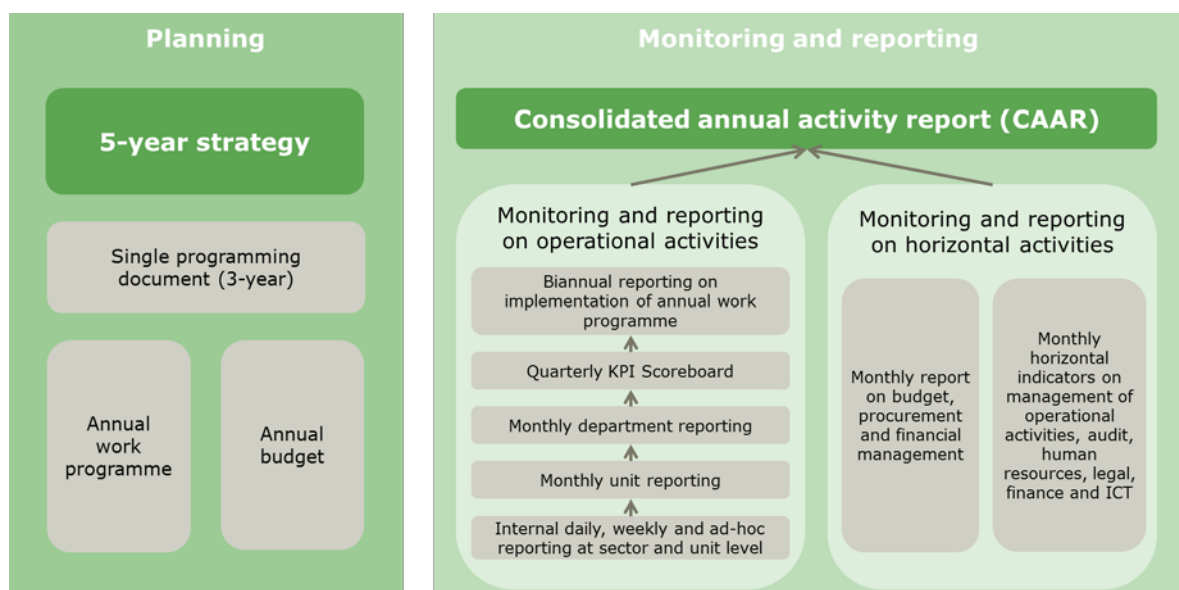 Planning
5-year strategy
Single programming
document (3-year)
Annual
work
programme
Annual
budget
Monitoring and reporting
Consolidated annual activity report (CAAR)
Monitoring and reporting
on operational activities
Biannual reporting on
implementation of annual work
programme
Quarterly KPI Scoreboard
Monthly department reporting
Monthly unit reporting
Internal daily, weekly and ad-hoc
reporting at sector and unit level
Monitoring and reporting
on horizontal activities
Monthly report
on budget,
procurement
and financial
management
Monthly
horizontal
indicators on
management of
operational
activities, audit,
human
resources, legal,
finance and ICT